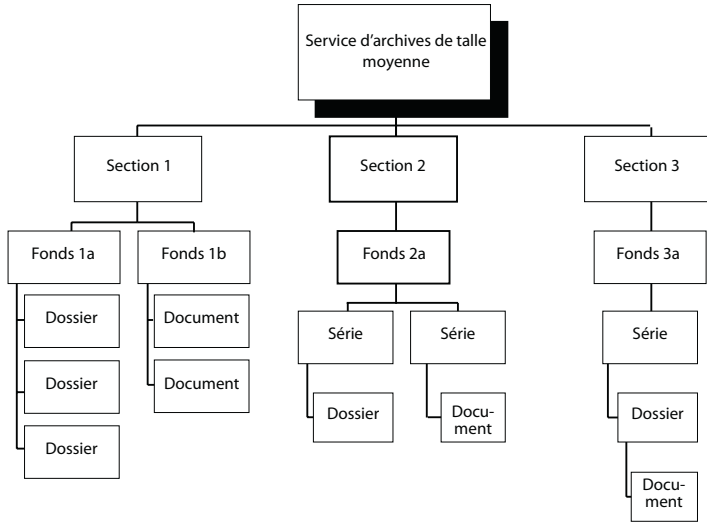 Service d’archives de talle
moyenne
Section 1
Section 2
Section 3
Fonds 1a
Fonds 1b
Fonds 2a
Fonds 3a
Dossier
Document
Série
Série
Série
Dossier
Document
Dossier
Docu-
ment
Dossier
Dossier
Docu-
ment